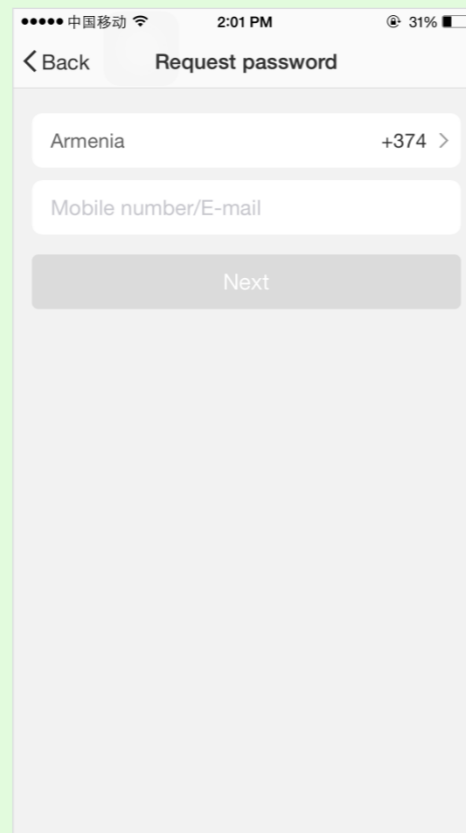 中国移动 2:01 PM 31%
Back Request password
Armenia +374
Mobile number/E-mail
Next